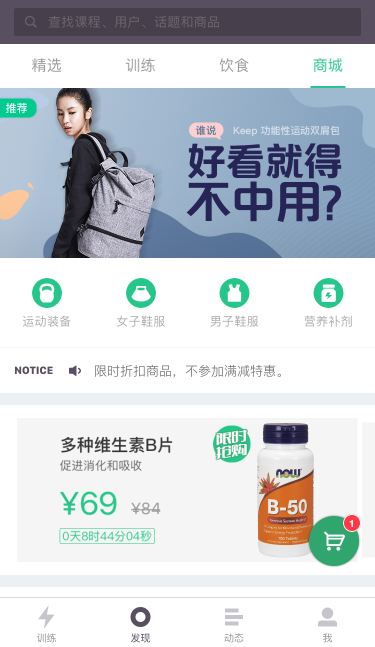 搜索课程、用户、话题和商品
精选 训练 饮食 商城
推荐
谁说 Keep 功能性运动双肩包
好看就得
不中用?
运动装备 女子鞋服 男子鞋服 营养补剂
NOTICE 限时折扣商品，不参加满减特惠。
多种维生素B片
促进消化和吸收
¥69 ¥84
0天8时44分04秒
限时
抢购
now
B-50
1
训练 发现 动态 我